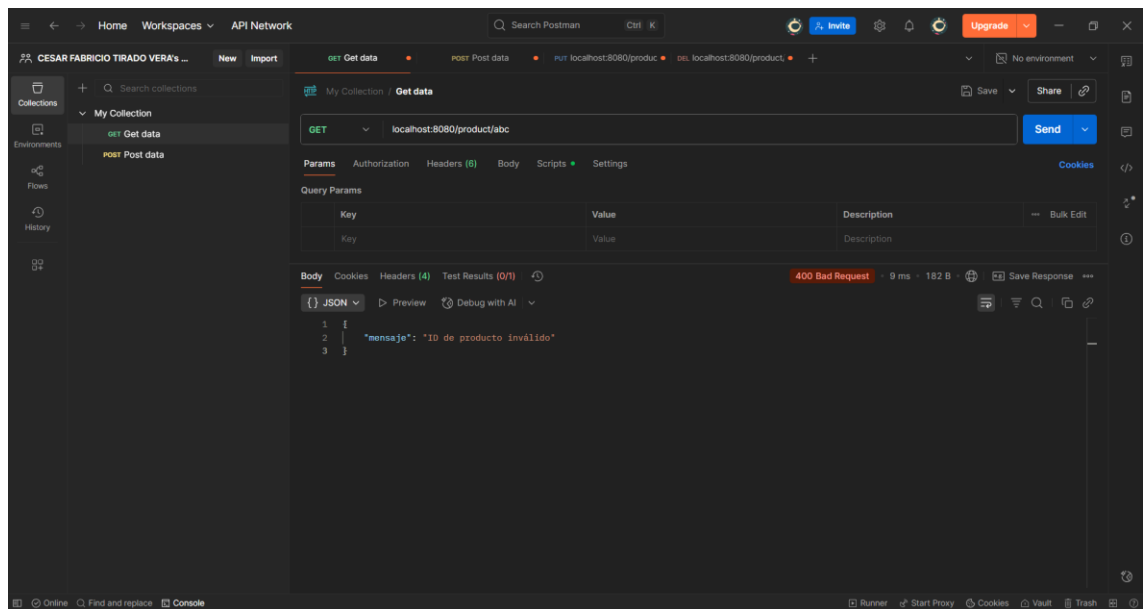 Home Workspaces API Network Search Postman Ctrl K Invite Upgrade
CESAR FABRICIO TIRADO VERA's ... New Import GET Get data POST Post data PUT localhost:8080/produc DEL localhost:8080/product, No environment
Collections
Search collections
My Collection / Get data
Save Share
My Collection
GET Get data
POST Post data
Environments
Flows
History
GET localhost:8080/product/abc Send
Params Authorization Headers (6) Body Scripts Settings Cookies
Query Params
Key Value Description Bulk Edit
Key Value Description
Body Cookies Headers (4) Test Results (0/1) 400 Bad Request 9 ms 182 B Save Response
{} JSON Preview Debug with AI
1 {
2 "mensaje": "ID de producto inválido"
3 }
Online Find and replace Console Runner Start Proxy Cookies Vault Trash